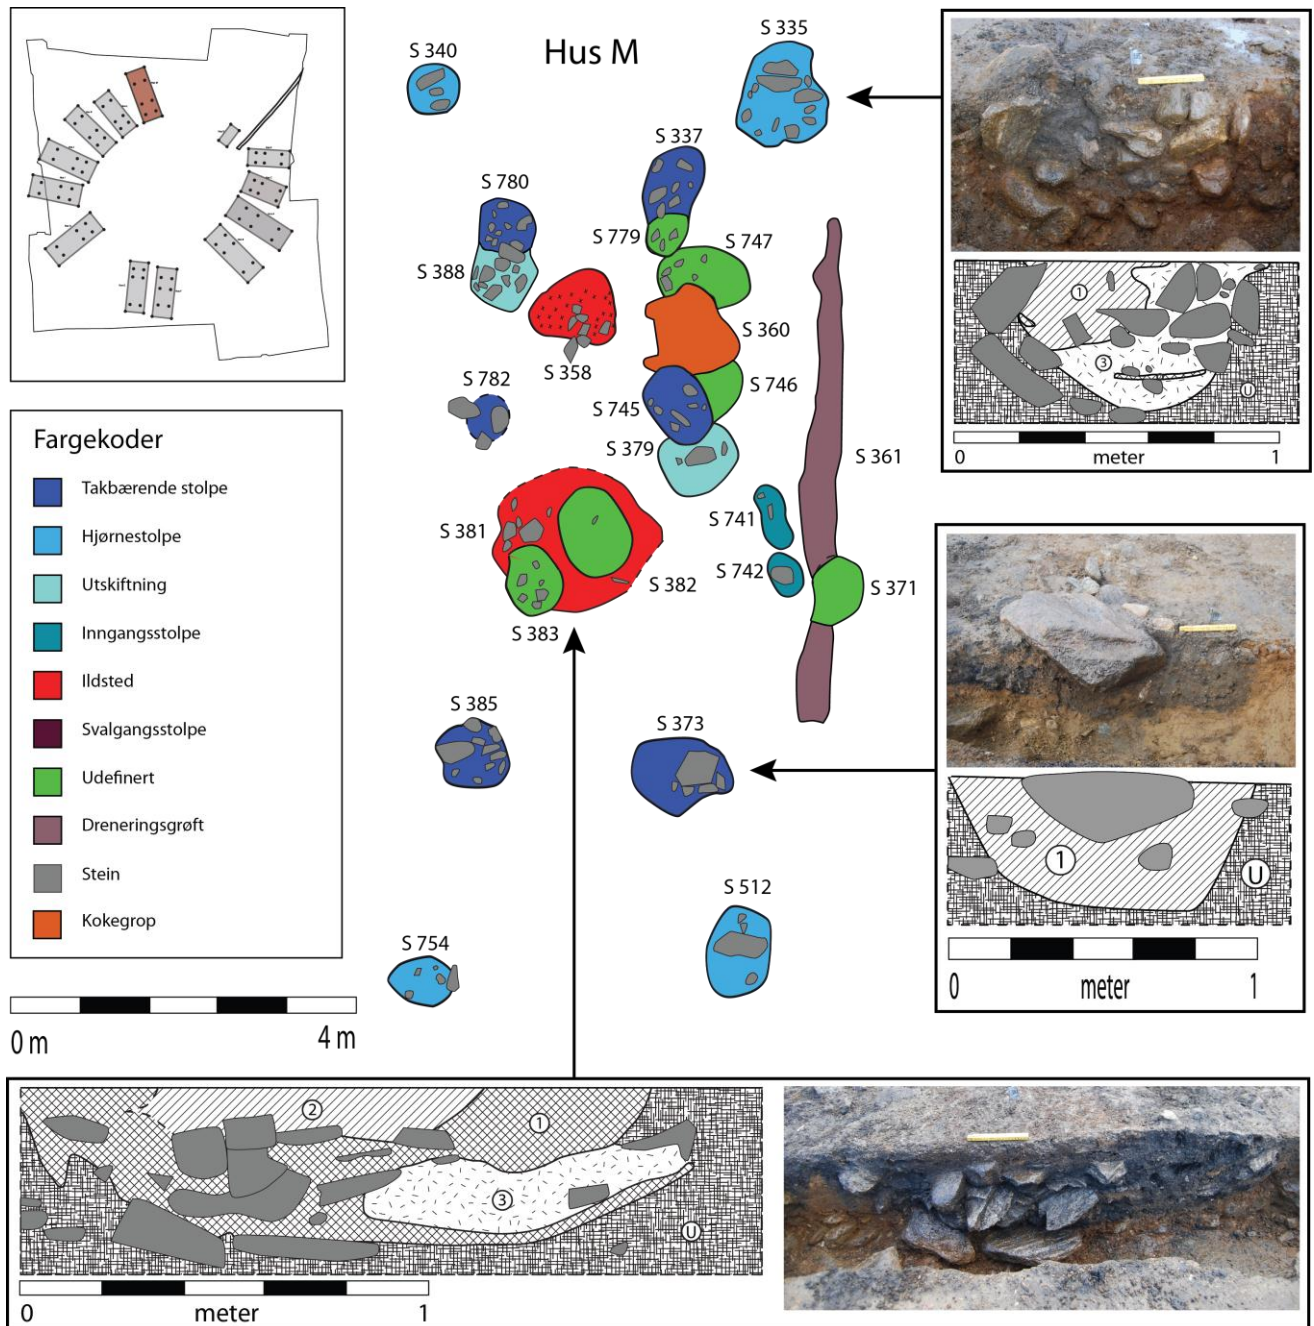 Hus M
S 340
S 335
S 337
S 780
S 779
S 747
S 388
S 360
S 358
S 782
S 745
S 746
S 379
S 361
S 381
S 741
S 742
S 382
S 371
S 383
S 385
S 373
S 512
S 754
Fargekoder
Takbærende stolpe
Hjørnestolpe
Utskiftning
Inngangsstolpe
Ildsted
Svalgangsstolpe
Udefinert
Dreneringsgrøft
Stein
Kokegrop
0 m 4 m
1
3
U
0 meter 1
1
U
0 meter 1
2
1
3
U
0 meter 1